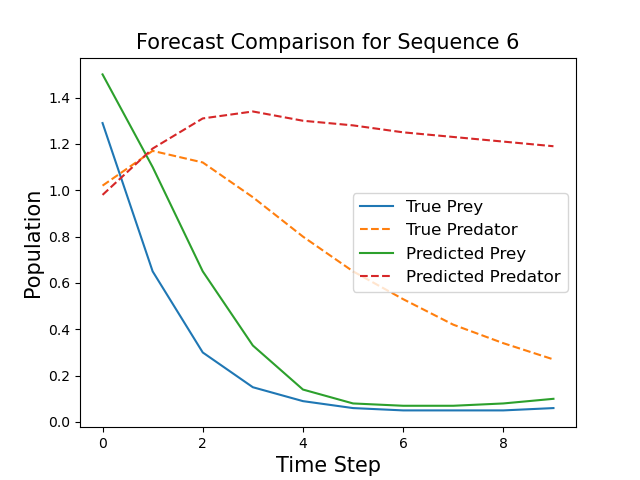 Forecast Comparison for Sequence 6
Population
1.4
1.2
1.0
0.8
0.6
0.4
0.2
0.0
True Prey
True Predator
Predicted Prey
Predicted Predator
0 2 4 6 8
Time Step